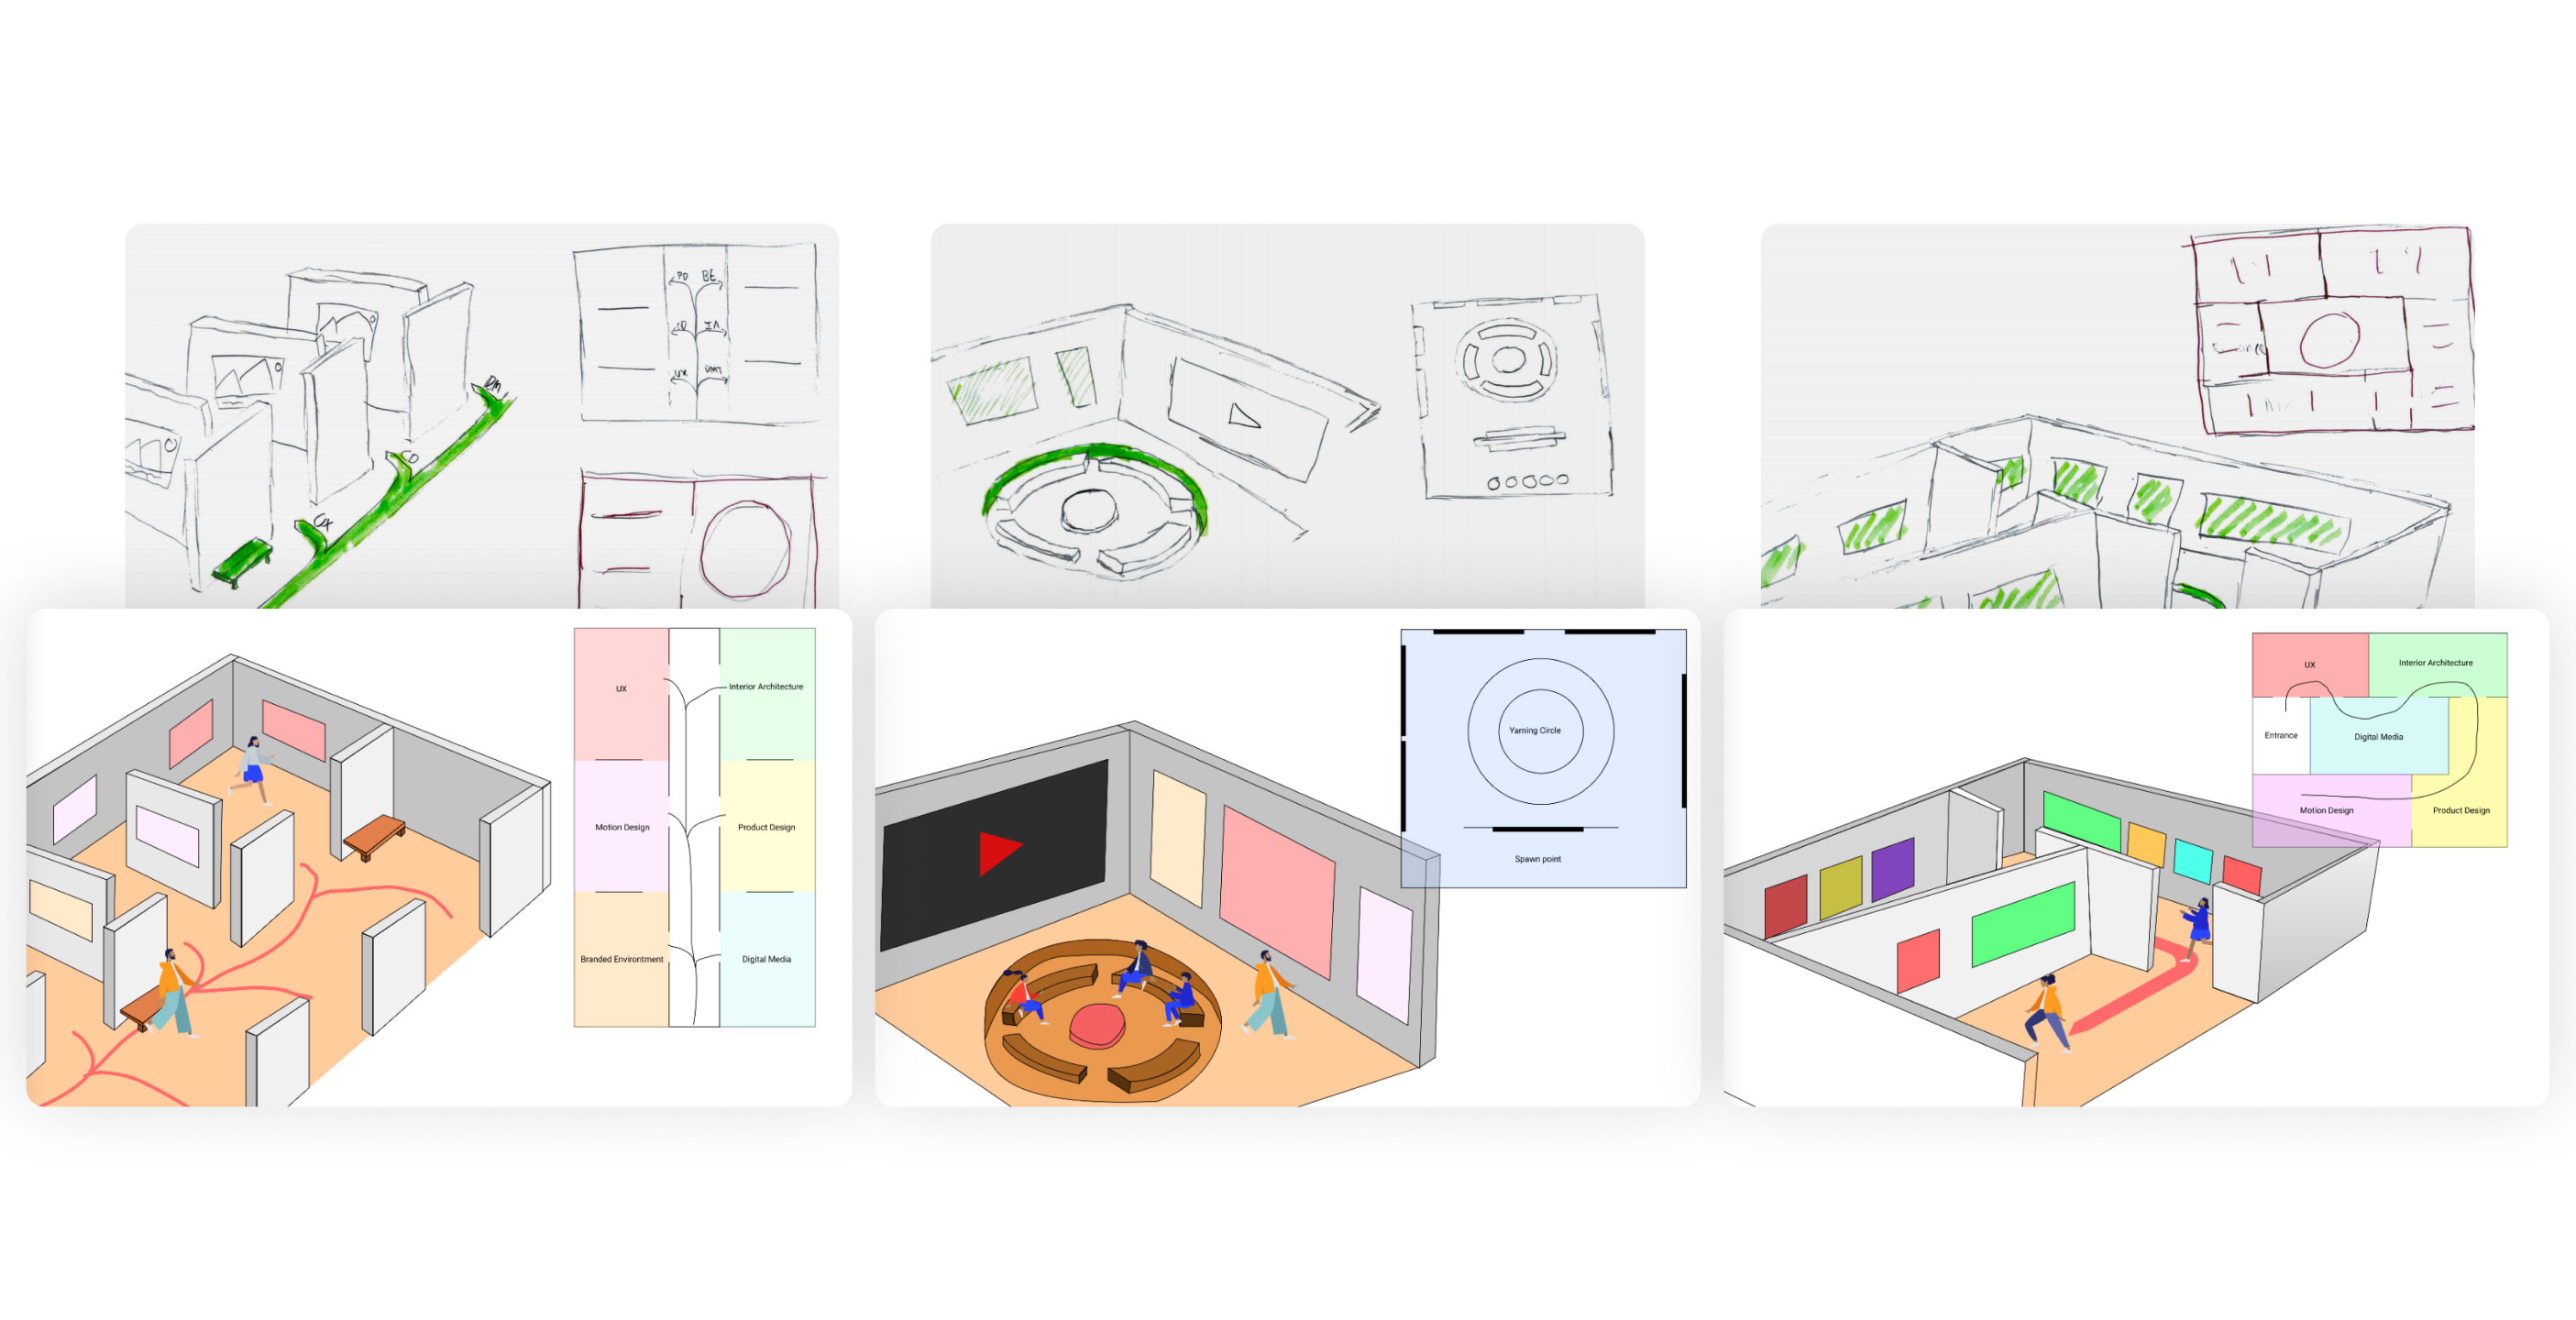 PD BE
ID IA
UX
DM
CD
UX
UX
Interior Architecture
Motion Design
Product Design
Branded Environtment
Digital Media
Yarning Circle
Spawn point
UX
Interior Architecture
Entrance
Digital Media
Motion Design
Product Design